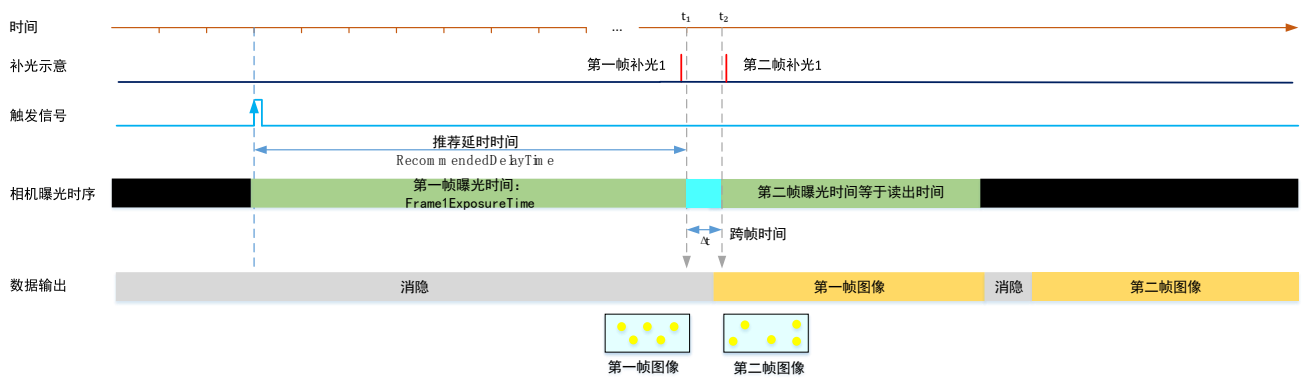 时间
t₁
t₂
...
补光示意
第一帧补光1
第二帧补光1
触发信号
推荐延时时间
RecommendedDelayTime
相机曝光时序
第一帧曝光时间：
Frame1ExposureTime
第二帧曝光时间等于读出时间
Δt
跨帧时间
数据输出
消隐
第一帧图像
消隐
第二帧图像
第一帧图像
第二帧图像